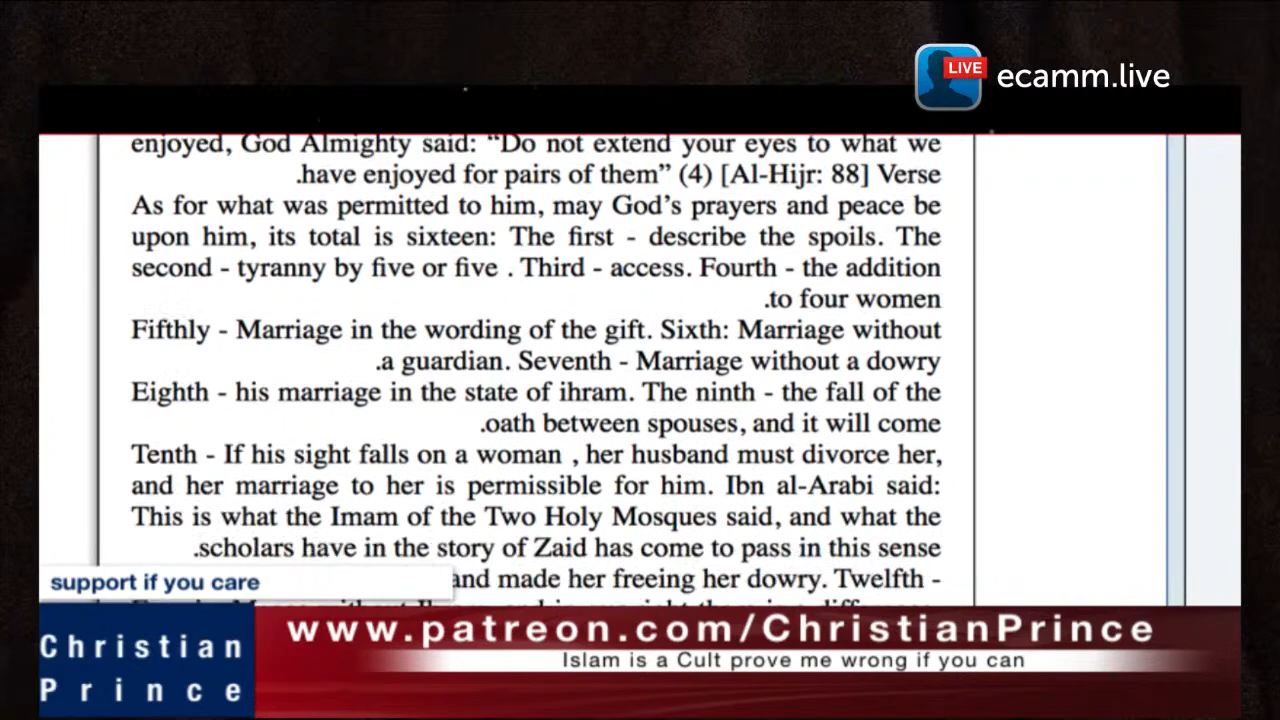 LIVE ecamm.live
enjoyed, God Almighty said: “Do not extend your eyes to what we
.have enjoyed for pairs of them” (4) [Al-Hijr: 88] Verse
As for what was permitted to him, may God’s prayers and peace be
upon him, its total is sixteen: The first - describe the spoils. The
second - tyranny by five or five . Third - access. Fourth - the addition
.to four women
Fifthly - Marriage in the wording of the gift. Sixth: Marriage without
.a guardian. Seventh - Marriage without a dowry
Eighth - his marriage in the state of ihram. The ninth - the fall of the
.oath between spouses, and it will come
Tenth - If his sight falls on a woman , her husband must divorce her,
and her marriage to her is permissible for him. Ibn al-Arabi said:
This is what the Imam of the Two Holy Mosques said, and what the
.scholars have in the story of Zaid has come to pass in this sense
and made her freeing her dowry. Twelfth -
support if you care
Christian
Prince
www.patreon.com/ChristianPrince
Islam is a Cult prove me wrong if you can